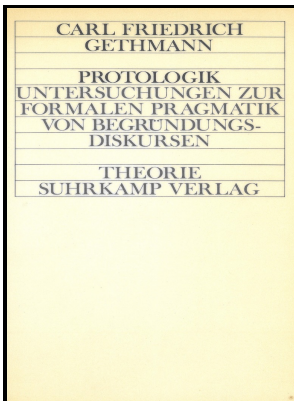 CARL FRIEDRICH
GETHMANN
PROTOLOGIK
UNTERSUCHUNGEN ZUR
FORMALEN PRAGMATIK
VON BEGRÜNDUNGS-
DISKURSEN
THEORIE
SUHRKAMP VERLAG